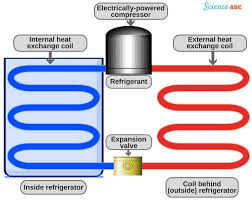 Science ABC
Electrically-powered
compressor
Internal heat
exchange coil
External heat
exchange coil
Refrigerant
Expansion
valve
Inside refrigerator
Coil behind
(outside) refrigerator